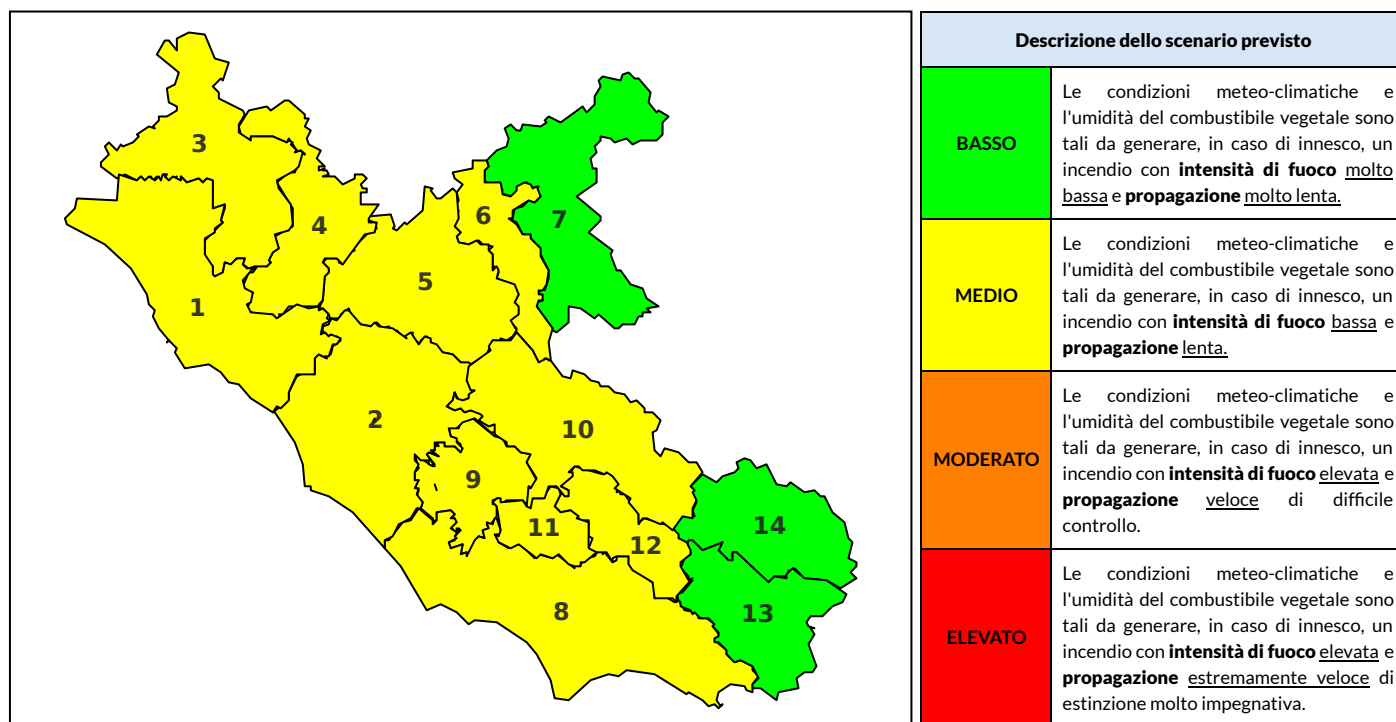 3
4
6
7
5
1
2
10
9
11
12
14
8
13
Descrizione dello scenario previsto
BASSO
Le condizioni meteo-climatiche e
l'umidità del combustibile vegetale sono
tali da generare, in caso di innesco, un
incendio con intensità di fuoco molto
bassa e propagazione molto lenta.
MEDIO
Le condizioni meteo-climatiche e
l'umidità del combustibile vegetale sono
tali da generare, in caso di innesco, un
incendio con intensità di fuoco bassa e
propagazione lenta.
MODERATO
Le condizioni meteo-climatiche e
l'umidità del combustibile vegetale sono
tali da generare, in caso di innesco, un
incendio con intensità di fuoco elevata e
propagazione veloce di difficile
controllo.
ELEVATO
Le condizioni meteo-climatiche e
l'umidità del combustibile vegetale sono
tali da generare, in caso di innesco, un
incendio con intensità di fuoco elevata e
propagazione estremamente veloce di
estinzione molto impegnativa.